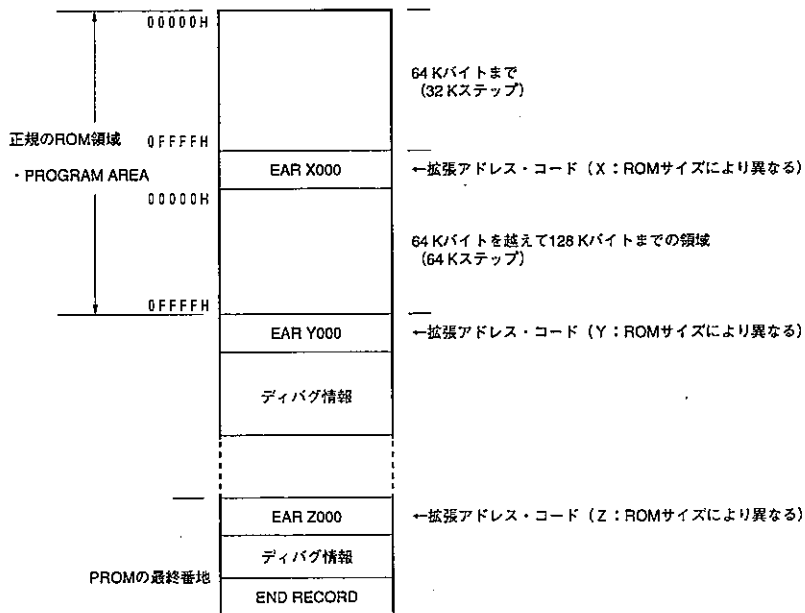 00000H
64 Kバイトまで
(32 Kステップ)
正規のROM領域
0FFFFH
・PROGRAM AREA
EAR X000
←拡張アドレス・コード (X:ROMサイズにより異なる)
00000H
64 Kバイトを越えて128 Kバイトまでの領域
(64 Kステップ)
0FFFFH
EAR Y000
←拡張アドレス・コード (Y:ROMサイズにより異なる)
ディバグ情報
EAR Z000
←拡張アドレス・コード (Z:ROMサイズにより異なる)
ディバグ情報
PROMの最終番地
END RECORD